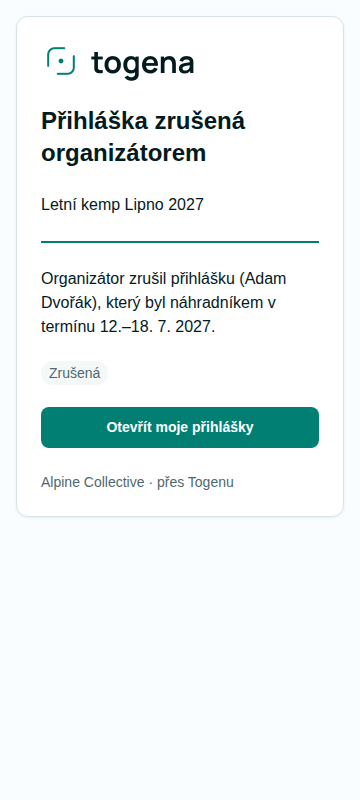 togena
Přihláška zrušená
organizátorem
Letní kemp Lipno 2027
Organizátor zrušil přihlášku (Adam
Dvořák), který byl náhradníkem v
termínu 12.–18. 7. 2027.
Zrušená
Otevřít moje přihlášky
Alpine Collective · přes Togenu